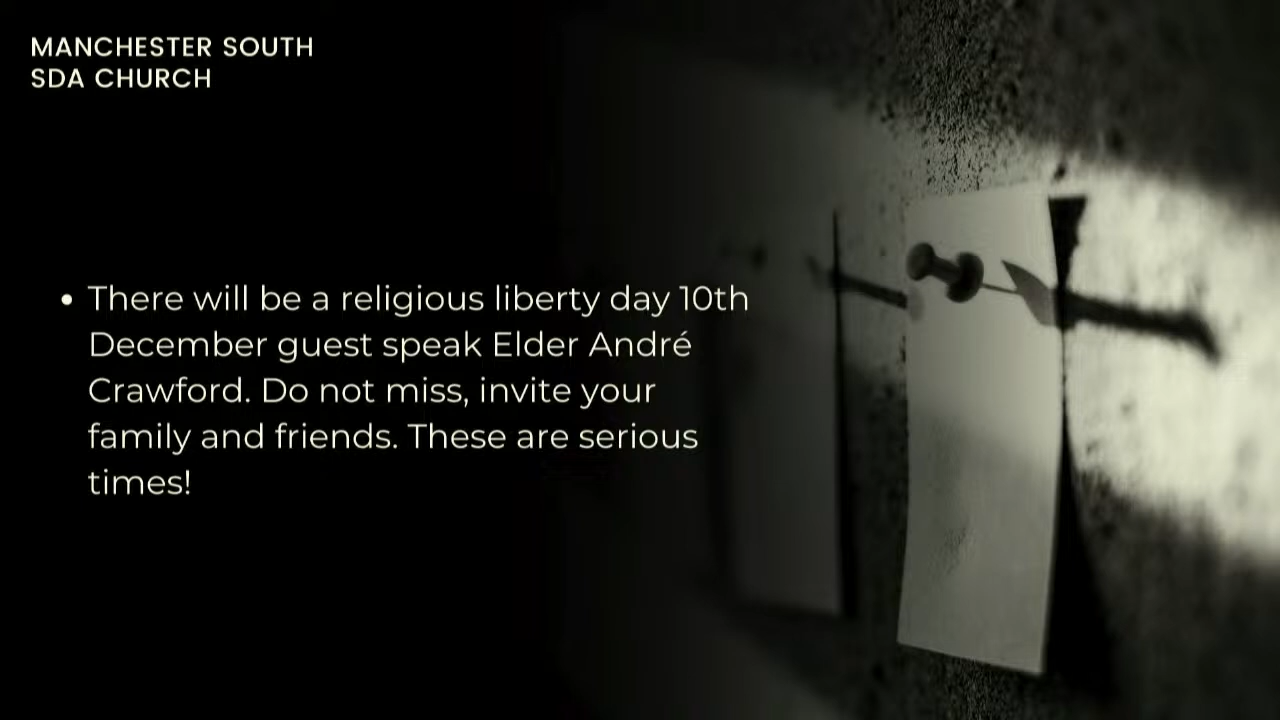 MANCHESTER SOUTH
SDA CHURCH
• There will be a religious liberty day 10th
December guest speak Elder André
Crawford. Do not miss, invite your
family and friends. These are serious
times!